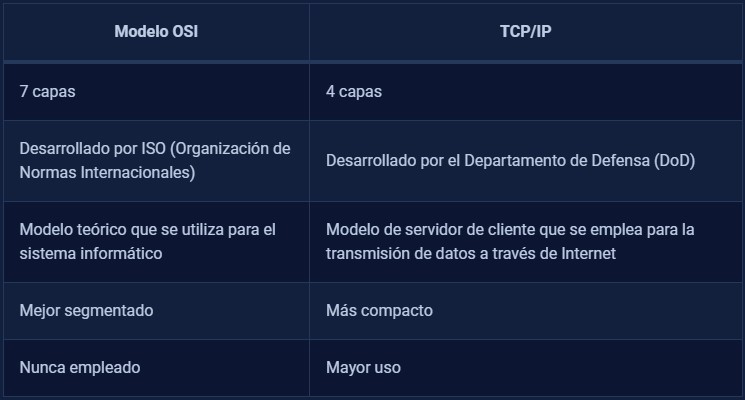 Modelo OSI
TCP/IP
7 capas
4 capas
Desarrollado por ISO (Organización de
Normas Internacionales)
Desarrollado por el Departamento de Defensa (DoD)
Modelo teórico que se utiliza para el
sistema informático
Modelo de servidor de cliente que se emplea para la
transmisión de datos a través de Internet
Mejor segmentado
Más compacto
Nunca empleado
Mayor uso